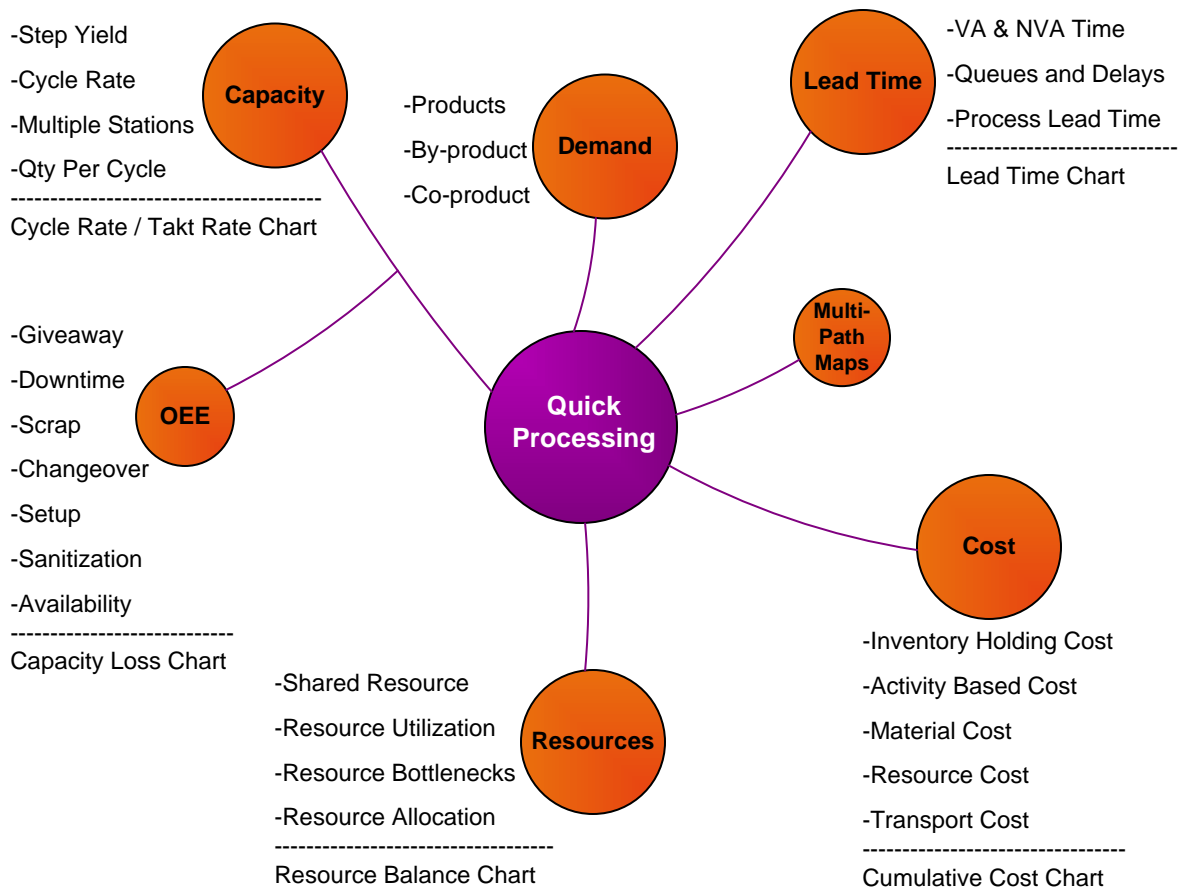 -Step Yield
-Cycle Rate
-Multiple Stations
-Qty Per Cycle
---------------------------------------
Cycle Rate / Takt Rate Chart
Capacity
-Products
-By-product
-Co-product
Demand
Lead Time
-VA & NVA Time
-Queues and Delays
-Process Lead Time
-----------------------------
Lead Time Chart
Multi-
Path
Maps
-Giveaway
-Downtime
-Scrap
-Changeover
-Setup
-Sanitization
-Availability
----------------------------
Capacity Loss Chart
OEE
Quick
Processing
Cost
-Inventory Holding Cost
-Activity Based Cost
-Material Cost
-Resource Cost
-Transport Cost
---------------------------------
Cumulative Cost Chart
-Shared Resource
-Resource Utilization
-Resource Bottlenecks
-Resource Allocation
-----------------------------------
Resource Balance Chart
Resources